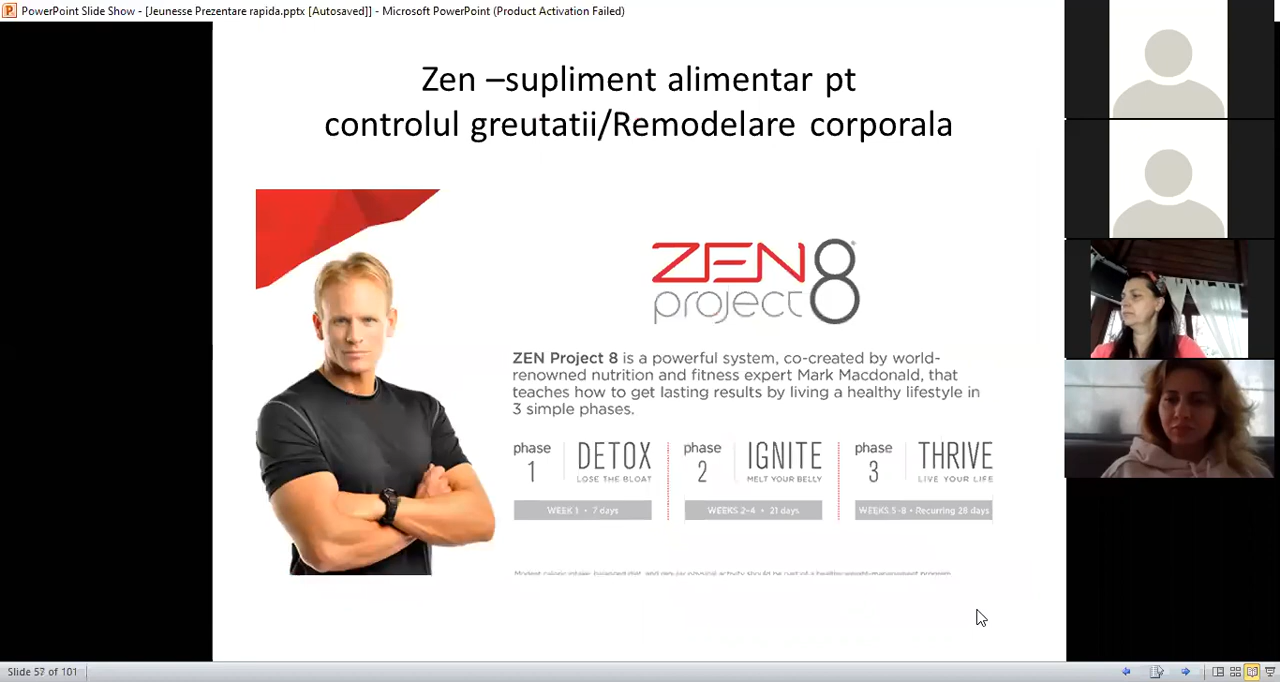 PowerPoint Slide Show - [Jeunesse Prezentare rapida.pptx [Autosaved]] - Microsoft PowerPoint (Product Activation Failed)
Zen –supliment alimentar pt
controlul greutatii/Remodelare corporala
ZEN
project 8
ZEN Project 8 is a powerful system, co-created by world-
renowned nutrition and fitness expert Mark Macdonald, that
teaches how to get lasting results by living a healthy lifestyle in
3 simple phases.
phase 1 DETOX
LOSE THE BLOAT
WEEK 1 • 7 days
phase 2 IGNITE
MELT YOUR BELLY
WEEKS 2-4 • 21 days
phase 3 THRIVE
LIVE YOUR LIFE
WEEKS 5-8 • Recurring 28 days
Slide 57 of 101